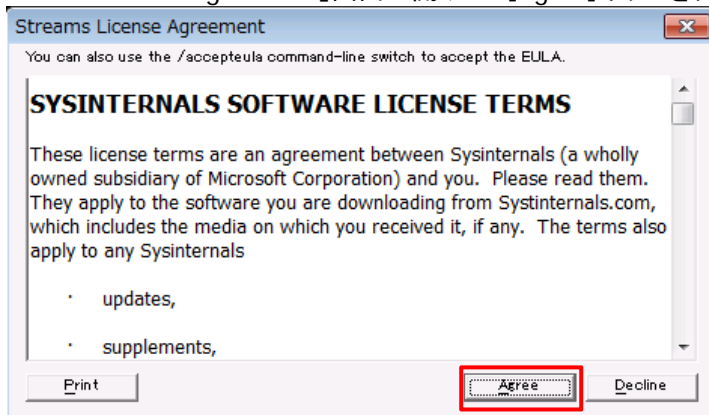 Streams License Agreement
You can also use the /accepteula command-line switch to accept the EULA.
SYSINTERNALS SOFTWARE LICENSE TERMS
These license terms are an agreement between Sysinternals (a wholly
owned subsidiary of Microsoft Corporation) and you. Please read them.
They apply to the software you are downloading from Systinternals.com,
which includes the media on which you received it, if any. The terms also
apply to any Sysinternals
· updates,
· supplements,
Print Agree Decline